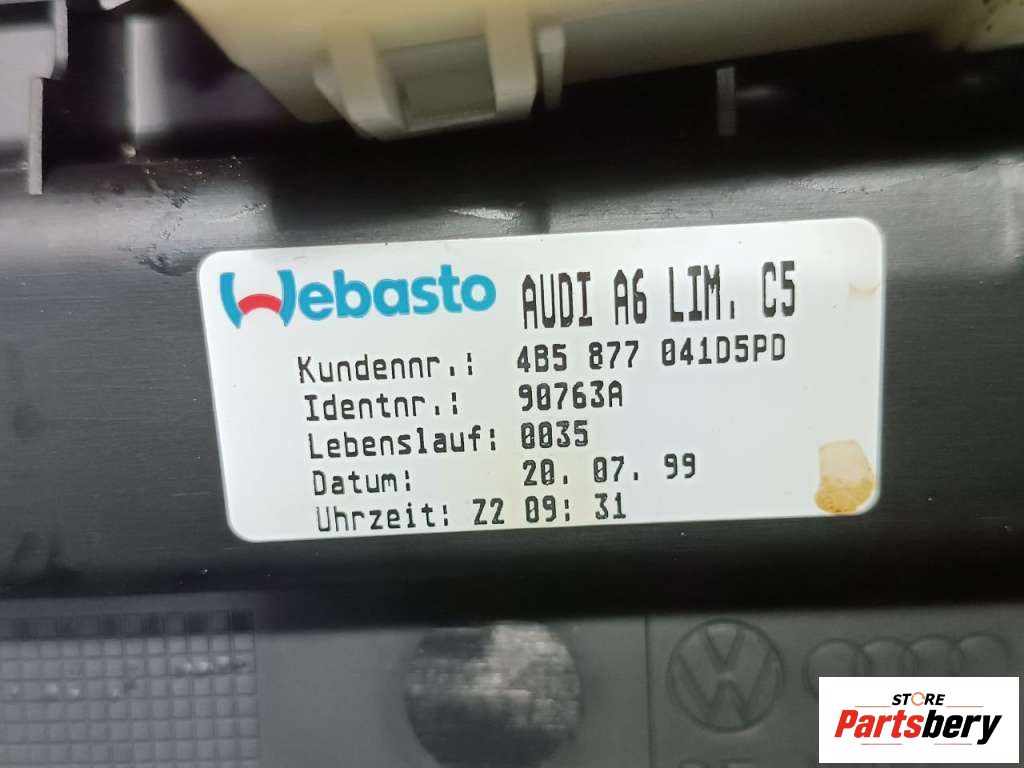 Webasto AUDI A6 LIM. C5
Kundennr.: 4B5 877 041D5PD
Identnr.: 90763A
Lebenslauf: 0035
Datum: 20. 07. 99
Uhrzeit: Z2 09: 31
STORE
Partsbery